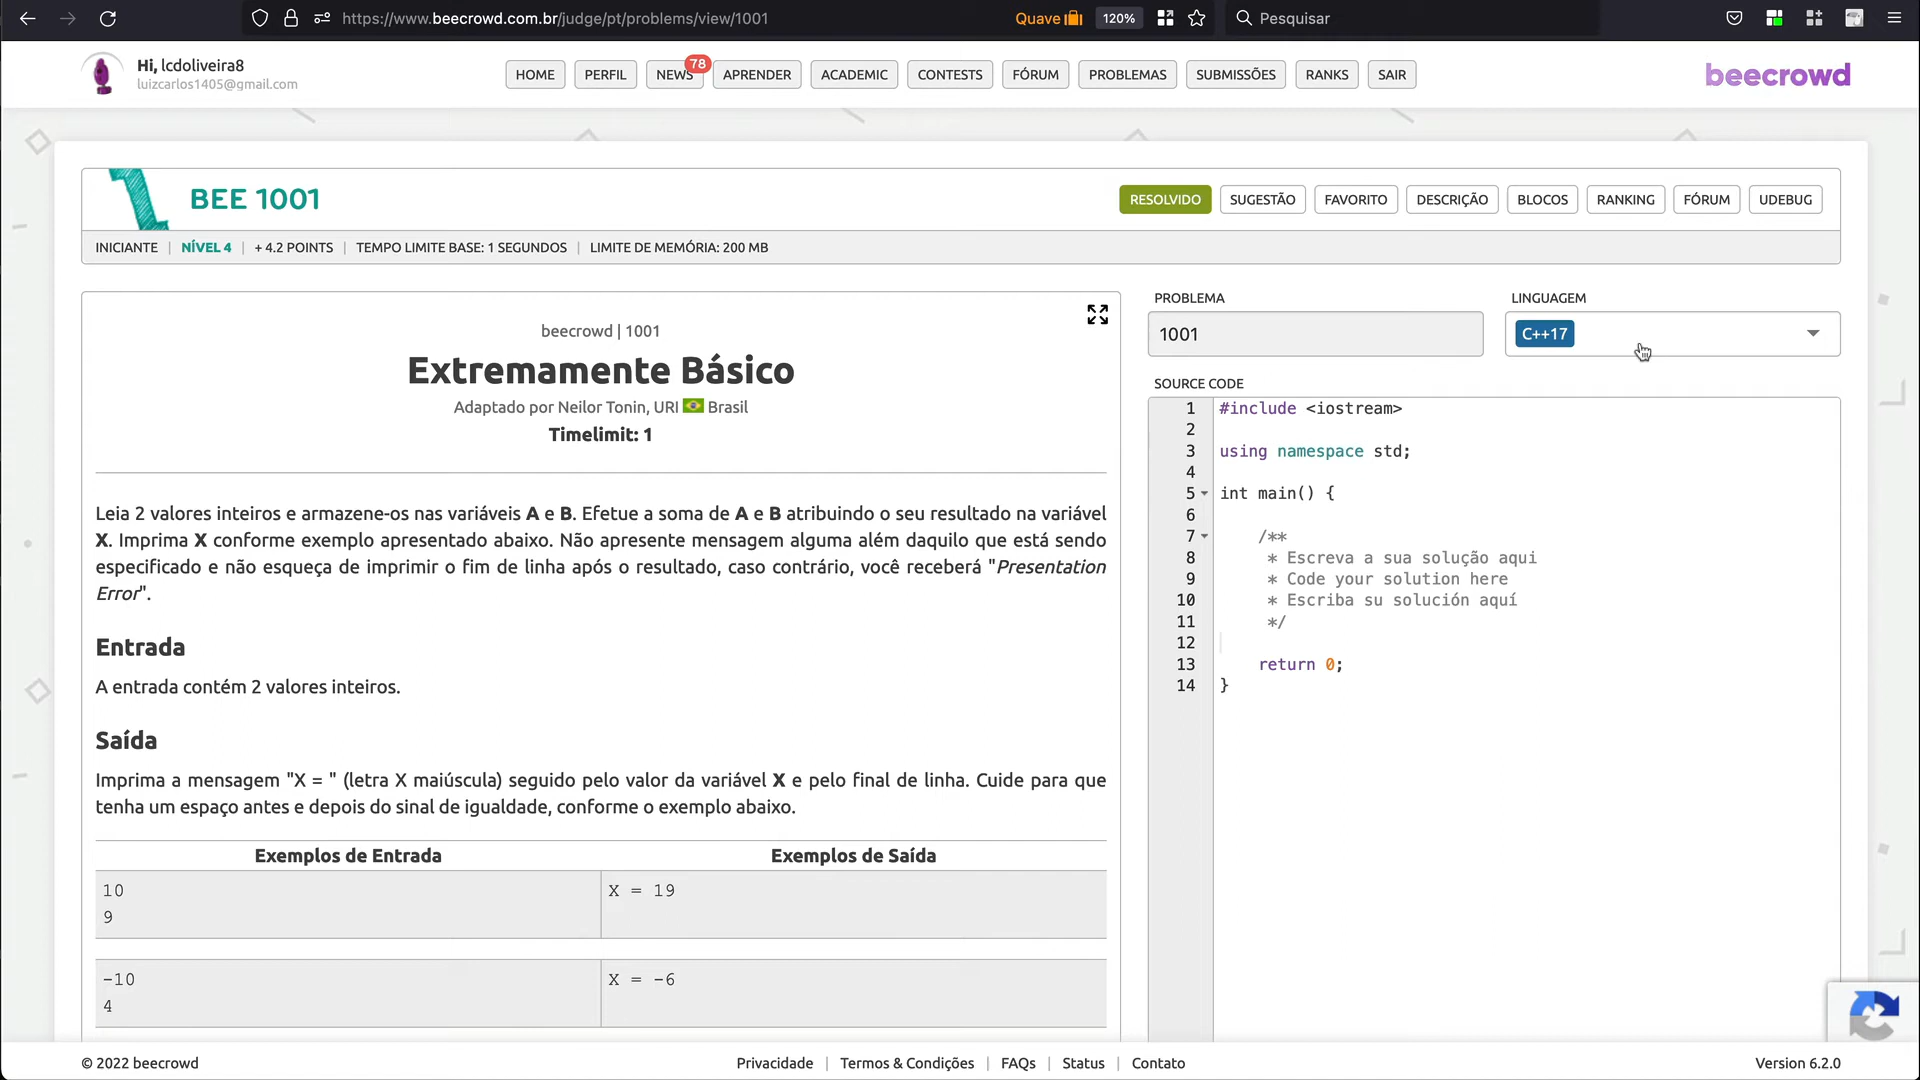 https://www.beecrowd.com.br/judge/pt/problems/view/1001
Quave
120%
Pesquisar
Hi, lcdoliveira8
luizcarlos1405@gmail.com
HOME
PERFIL
NEWS
78
APRENDER
ACADEMIC
CONTESTS
FÓRUM
PROBLEMAS
SUBMISSÕES
RANKS
SAIR
beecrowd
1
BEE 1001
RESOLVIDO
SUGESTÃO
FAVORITO
DESCRIÇÃO
BLOCOS
RANKING
FÓRUM
UDEBUG
INICIANTE | NÍVEL 4 | + 4.2 POINTS | TEMPO LIMITE BASE: 1 SEGUNDOS | LIMITE DE MEMÓRIA: 200 MB
beecrowd | 1001
Extremamente Básico
Adaptado por Neilor Tonin, URI Brasil
Timelimit: 1
Leia 2 valores inteiros e armazene-os nas variáveis A e B. Efetue a soma de A e B atribuindo o seu resultado na variável
X. Imprima X conforme exemplo apresentado abaixo. Não apresente mensagem alguma além daquilo que está sendo
especificado e não esqueça de imprimir o fim de linha após o resultado, caso contrário, você receberá "Presentation
Error".
Entrada
A entrada contém 2 valores inteiros.
Saída
Imprima a mensagem "X = " (letra X maiúscula) seguido pelo valor da variável X e pelo final de linha. Cuide para que
tenha um espaço antes e depois do sinal de igualdade, conforme o exemplo abaixo.
Exemplos de Entrada
Exemplos de Saída
10
9
X = 19
-10
4
X = -6
PROBLEMA
1001
LINGUAGEM
C++17
SOURCE CODE
1 #include <iostream>
2
3 using namespace std;
4
5 int main() {
6
7 /**
8 * Escreva a sua solução aqui
9 * Code your solution here
10 * Escriba su solución aquí
11 */
12
13 return 0;
14 }
© 2022 beecrowd
Privacidade | Termos & Condições | FAQs | Status | Contato
Version 6.2.0